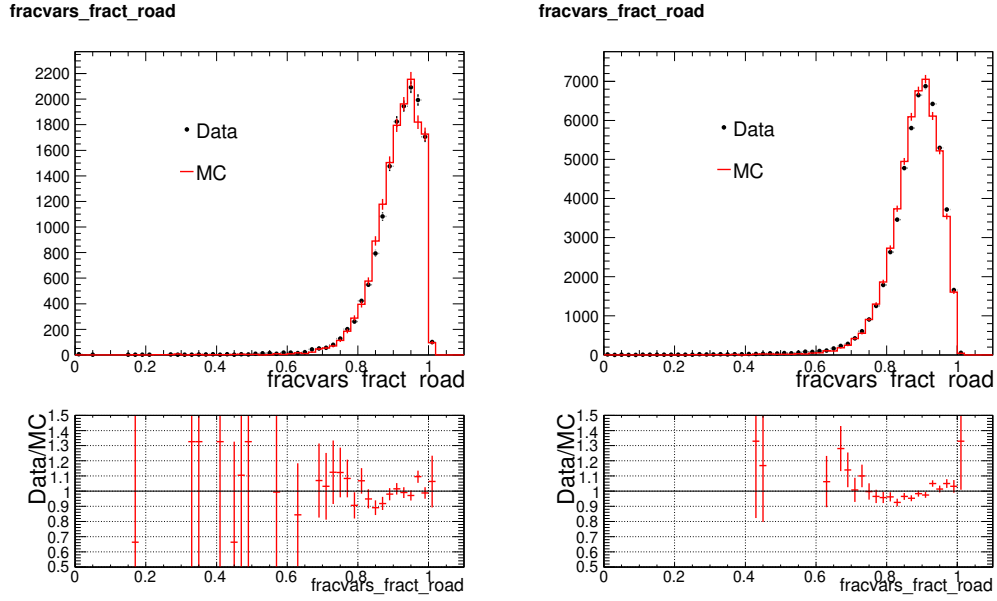 fracvars_fract_road
2200
2000
1800
1600
1400
1200
1000
800
600
400
200
0
Data
MC
0 0.2 0.4 0.6 0.8 1
fracvars fract road
1.5
1.4
1.3
1.2
1.1
1
0.9
0.8
0.7
0.6
0.5
Data/MC
0 0.2 0.4 0.6 0.8 1
fracvars_fract_road
fracvars_fract_road
7000
6000
5000
4000
3000
2000
1000
0
Data
MC
0 0.2 0.4 0.6 0.8 1
fracvars fract road
1.5
1.4
1.3
1.2
1.1
1
0.9
0.8
0.7
0.6
0.5
Data/MC
0 0.2 0.4 0.6 0.8 1
fracvars_fract_road